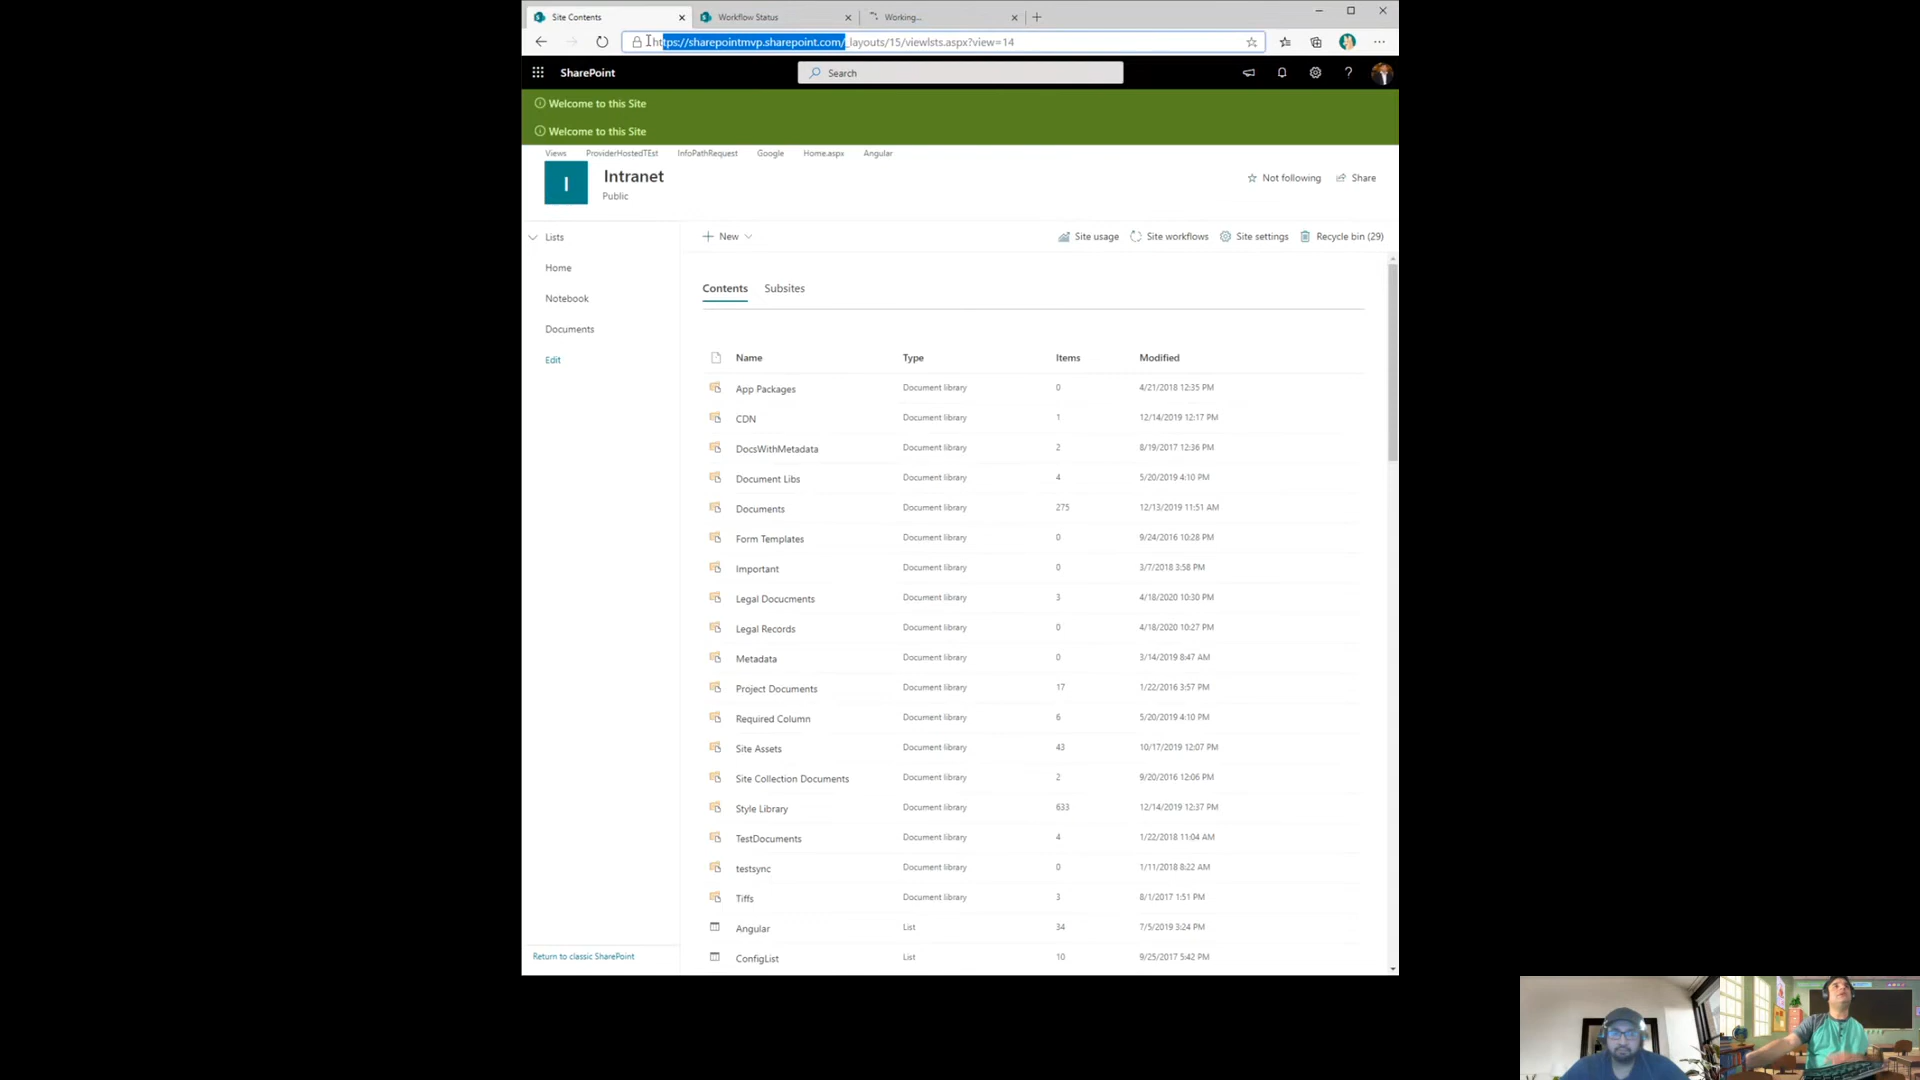 Site Contents
Workflow Status
Working...
https://sharepointmvp.sharepoint.com/_layouts/15/viewlsts.aspx?view=14
SharePoint
Search
Welcome to this Site
Welcome to this Site
Views ProviderHostedTEst InfoPathRequest Google Home.aspx Angular
I
Intranet
Public
Not following
Share
Lists
Home
Notebook
Documents
Edit
New
Site usage
Site workflows
Site settings
Recycle bin (29)
Contents
Subsites
Name Type Items Modified
App Packages Document library 0 4/21/2018 12:35 PM
CDN Document library 1 12/14/2019 12:17 PM
DocsWithMetadata Document library 2 8/19/2017 12:36 PM
Document Libs Document library 4 5/20/2019 4:10 PM
Documents Document library 275 12/13/2019 11:51 AM
Form Templates Document library 0 9/24/2016 10:28 PM
Important Document library 0 3/7/2018 3:58 PM
Legal Docucments Document library 3 4/18/2020 10:30 PM
Legal Records Document library 0 4/18/2020 10:27 PM
Metadata Document library 0 3/14/2019 8:47 AM
Project Documents Document library 17 1/22/2016 3:57 PM
Required Column Document library 6 5/20/2019 4:10 PM
Site Assets Document library 43 10/17/2019 12:07 PM
Site Collection Documents Document library 2 9/20/2016 12:06 PM
Style Library Document library 633 12/14/2019 12:37 PM
TestDocuments Document library 4 1/22/2018 11:04 AM
testsync Document library 0 1/11/2018 8:22 AM
Tiffs Document library 3 8/1/2017 1:51 PM
Angular List 34 7/5/2019 3:24 PM
ConfigList List 10 9/25/2017 5:42 PM
Return to classic SharePoint